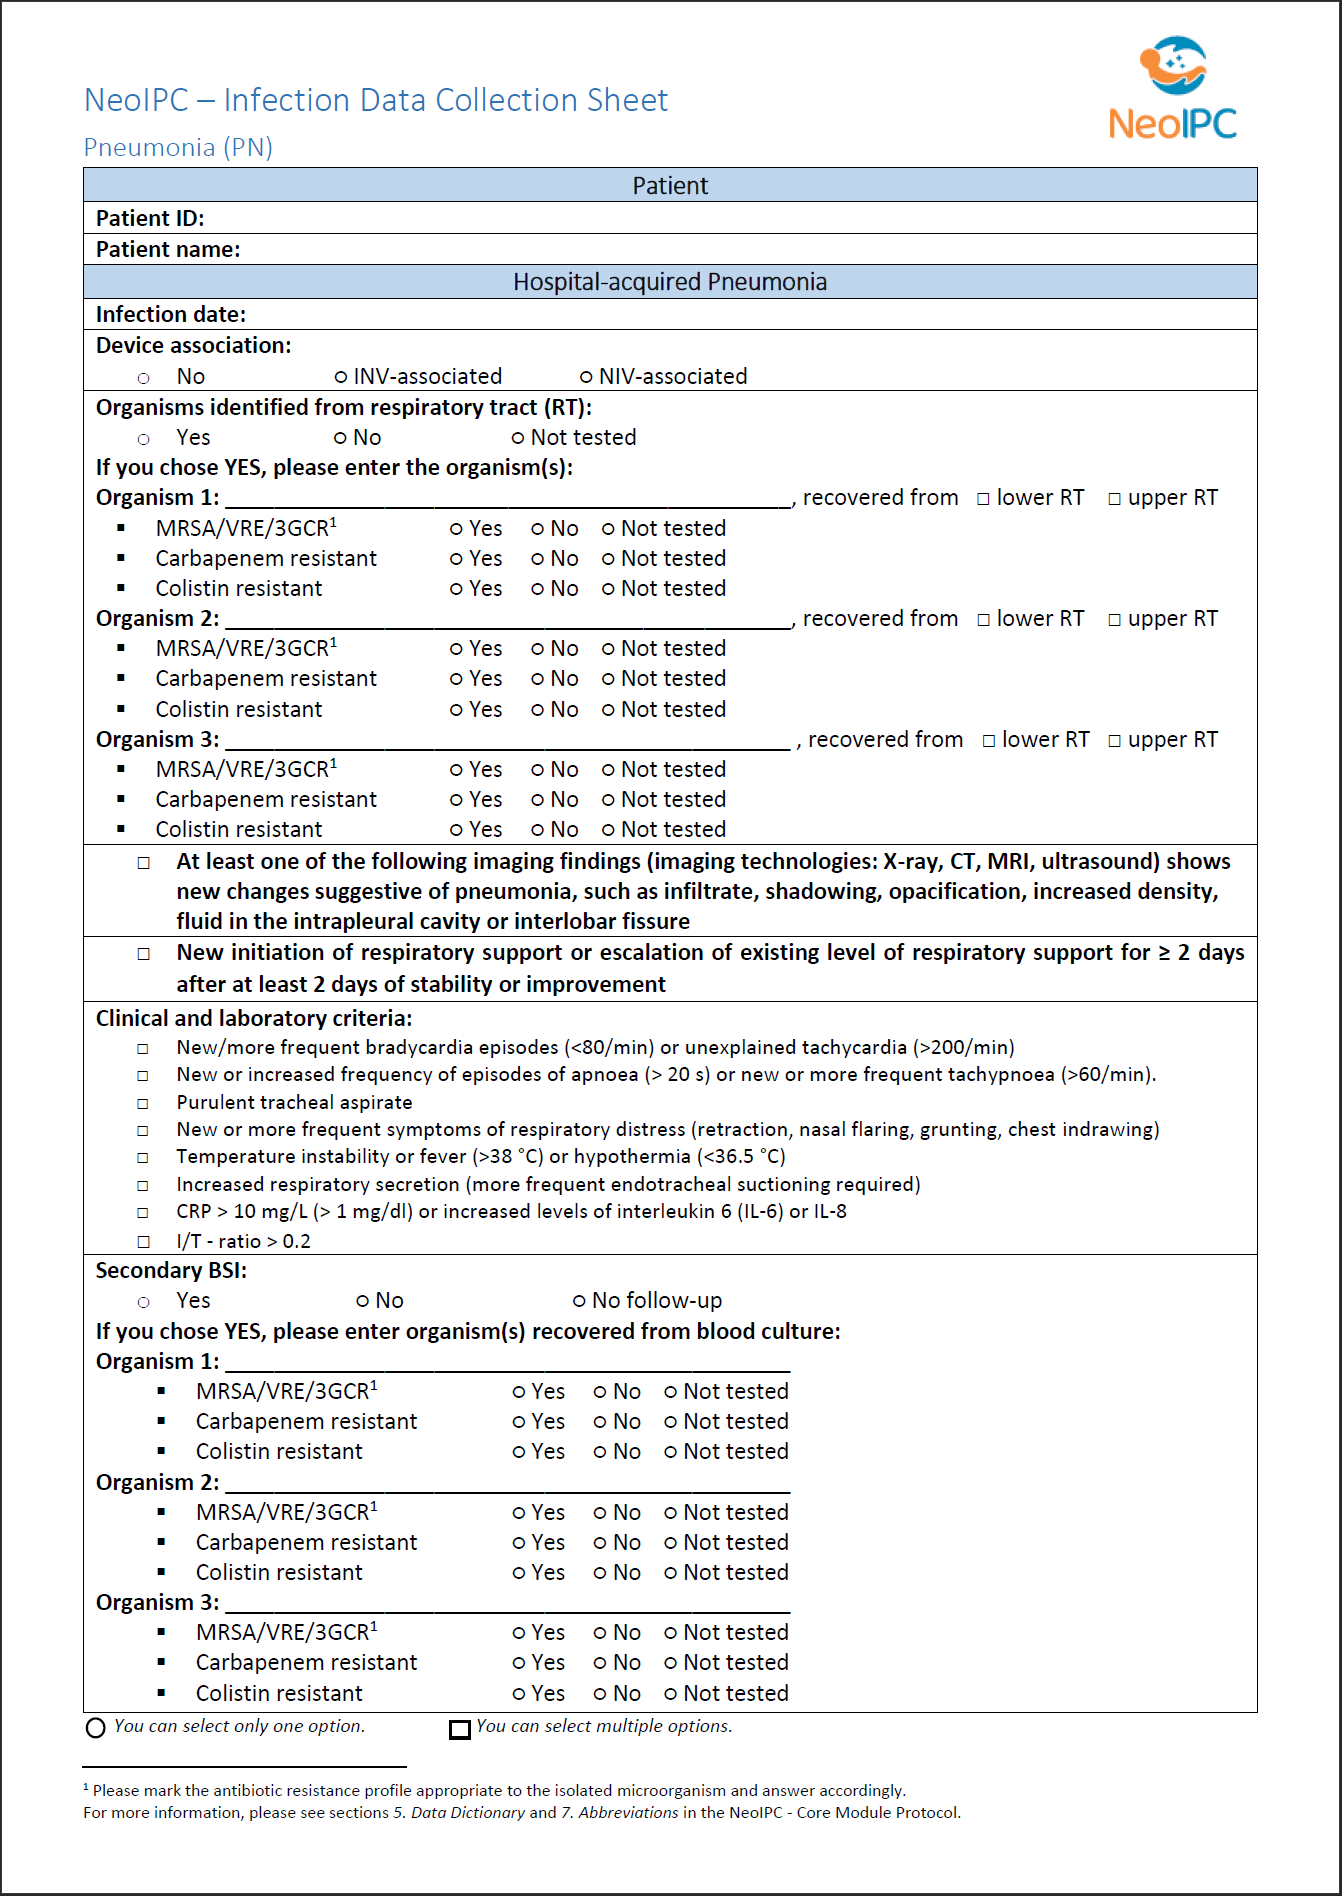 NeoIPC – Infection Data Collection Sheet
NeoIPC
Pneumonia (PN)
Patient
Patient ID:
Patient name:
Hospital-acquired Pneumonia
Infection date:
Device association:
○ No ○ INV-associated ○ NIV-associated
Organisms identified from respiratory tract (RT):
○ Yes ○ No ○ Not tested
If you chose YES, please enter the organism(s):
Organism 1: ____________________, recovered from □ lower RT □ upper RT
▪ MRSA/VRE/3GCR¹ ○ Yes ○ No ○ Not tested
▪ Carbapenem resistant ○ Yes ○ No ○ Not tested
▪ Colistin resistant ○ Yes ○ No ○ Not tested
Organism 2: ____________________, recovered from □ lower RT □ upper RT
▪ MRSA/VRE/3GCR¹ ○ Yes ○ No ○ Not tested
▪ Carbapenem resistant ○ Yes ○ No ○ Not tested
▪ Colistin resistant ○ Yes ○ No ○ Not tested
Organism 3: ____________________ , recovered from □ lower RT □ upper RT
▪ MRSA/VRE/3GCR¹ ○ Yes ○ No ○ Not tested
▪ Carbapenem resistant ○ Yes ○ No ○ Not tested
▪ Colistin resistant ○ Yes ○ No ○ Not tested
□ At least one of the following imaging findings (imaging technologies: X-ray, CT, MRI, ultrasound) shows
new changes suggestive of pneumonia, such as infiltrate, shadowing, opacification, increased density,
fluid in the intrapleural cavity or interlobar fissure
□ New initiation of respiratory support or escalation of existing level of respiratory support for ≥ 2 days
after at least 2 days of stability or improvement
Clinical and laboratory criteria:
□ New/more frequent bradycardia episodes (<80/min) or unexplained tachycardia (>200/min)
□ New or increased frequency of episodes of apnoea (> 20 s) or new or more frequent tachypnoea (>60/min).
□ Purulent tracheal aspirate
□ New or more frequent symptoms of respiratory distress (retraction, nasal flaring, grunting, chest indrawing)
□ Temperature instability or fever (>38 °C) or hypothermia (<36.5 °C)
□ Increased respiratory secretion (more frequent endotracheal suctioning required)
□ CRP > 10 mg/L (> 1 mg/dl) or increased levels of interleukin 6 (IL-6) or IL-8
□ I/T - ratio > 0.2
Secondary BSI:
○ Yes ○ No ○ No follow-up
If you chose YES, please enter organism(s) recovered from blood culture:
Organism 1: ____________________
▪ MRSA/VRE/3GCR¹ ○ Yes ○ No ○ Not tested
▪ Carbapenem resistant ○ Yes ○ No ○ Not tested
▪ Colistin resistant ○ Yes ○ No ○ Not tested
Organism 2: ____________________
▪ MRSA/VRE/3GCR¹ ○ Yes ○ No ○ Not tested
▪ Carbapenem resistant ○ Yes ○ No ○ Not tested
▪ Colistin resistant ○ Yes ○ No ○ Not tested
Organism 3: ____________________
▪ MRSA/VRE/3GCR¹ ○ Yes ○ No ○ Not tested
▪ Carbapenem resistant ○ Yes ○ No ○ Not tested
▪ Colistin resistant ○ Yes ○ No ○ Not tested
○ You can select only one option. □ You can select multiple options.
¹ Please mark the antibiotic resistance profile appropriate to the isolated microorganism and answer accordingly.
For more information, please see sections 5. Data Dictionary and 7. Abbreviations in the NeoIPC - Core Module Protocol.